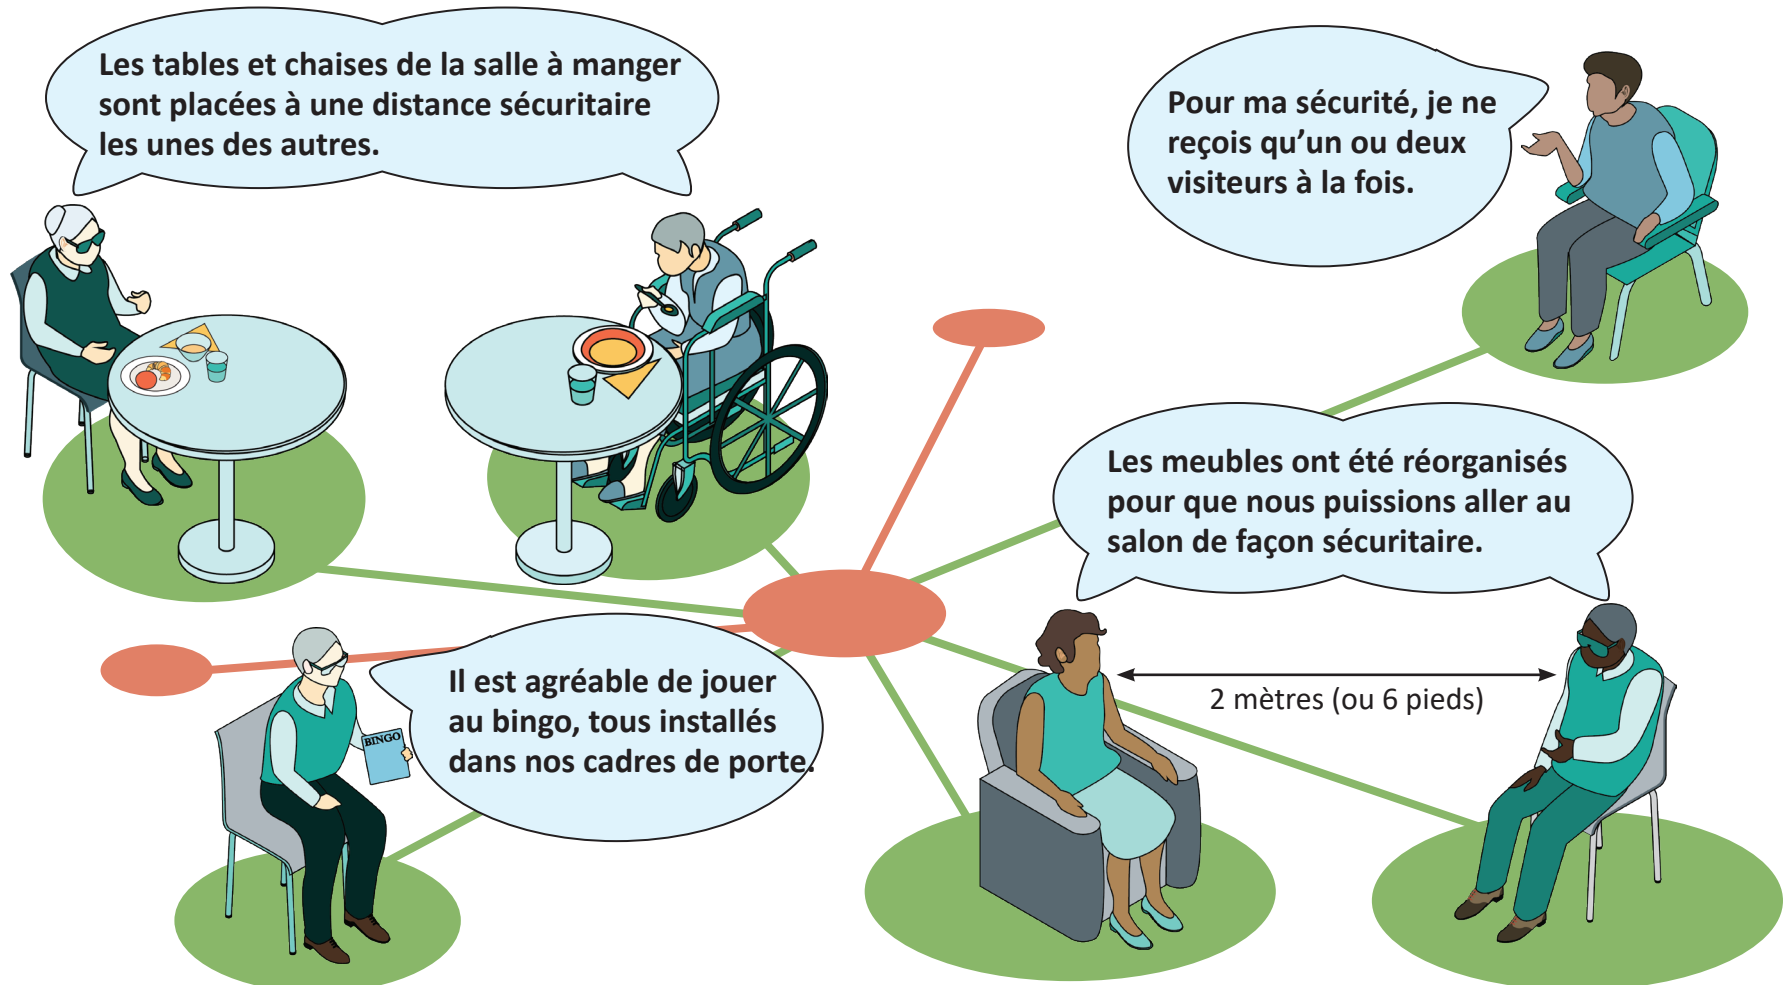 Les tables et chaises de la salle à manger
sont placées à une distance sécuritaire
les unes des autres.
Pour ma sécurité, je ne
reçois qu’un ou deux
visiteurs à la fois.
Les meubles ont été réorganisés
pour que nous puissions aller au
salon de façon sécuritaire.
2 mètres (ou 6 pieds)
Il est agréable de jouer
au bingo, tous installés
dans nos cadres de porte.
BINGO